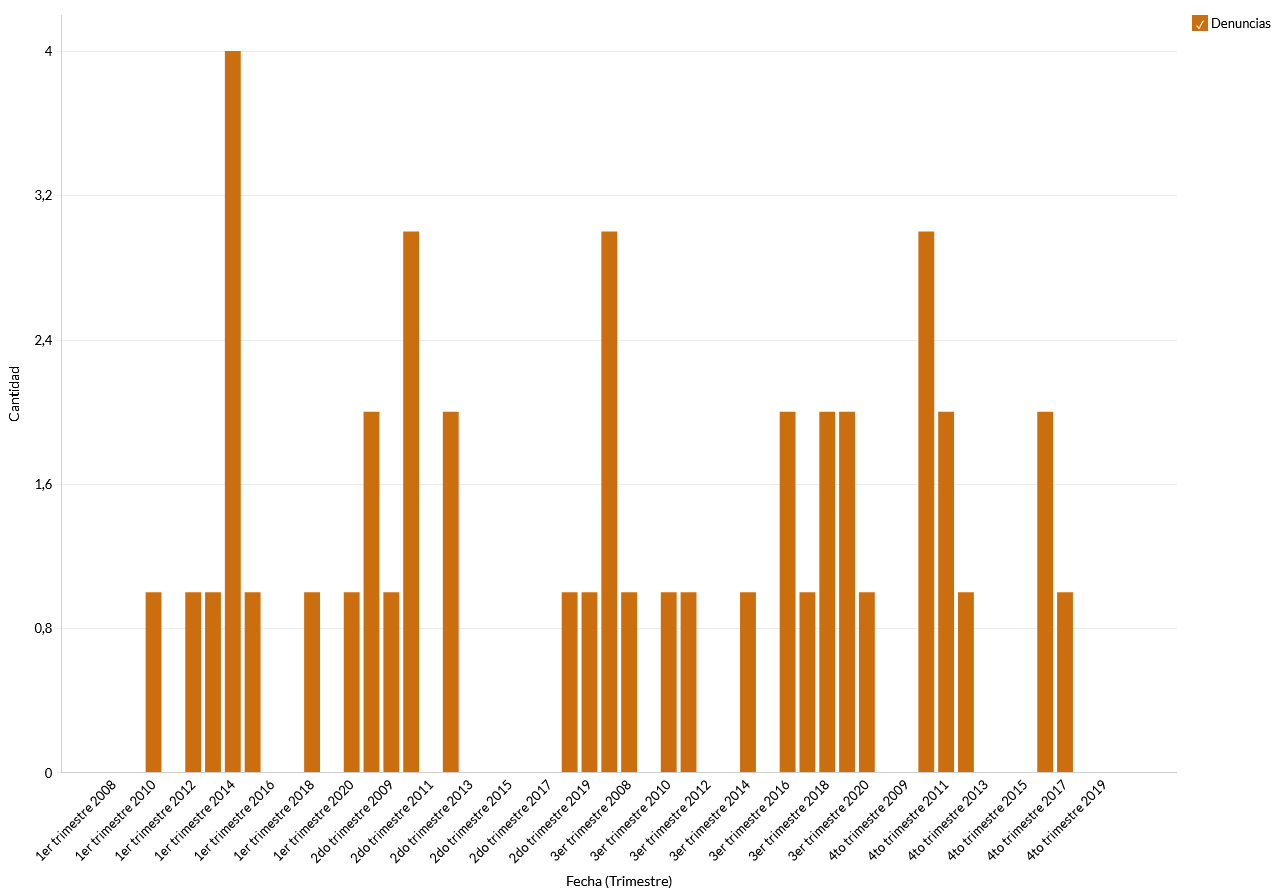 Denuncias
4
3,2
2,4
1,6
0,8
0
Cantidad
1er trimestre 2008
1er trimestre 2010
1er trimestre 2012
1er trimestre 2014
1er trimestre 2016
1er trimestre 2018
1er trimestre 2020
2do trimestre 2009
2do trimestre 2011
2do trimestre 2013
2do trimestre 2015
2do trimestre 2017
2do trimestre 2019
3er trimestre 2008
3er trimestre 2010
3er trimestre 2012
3er trimestre 2014
3er trimestre 2016
3er trimestre 2018
3er trimestre 2020
4to trimestre 2009
4to trimestre 2011
4to trimestre 2013
4to trimestre 2015
4to trimestre 2017
4to trimestre 2019
Fecha (Trimestre)